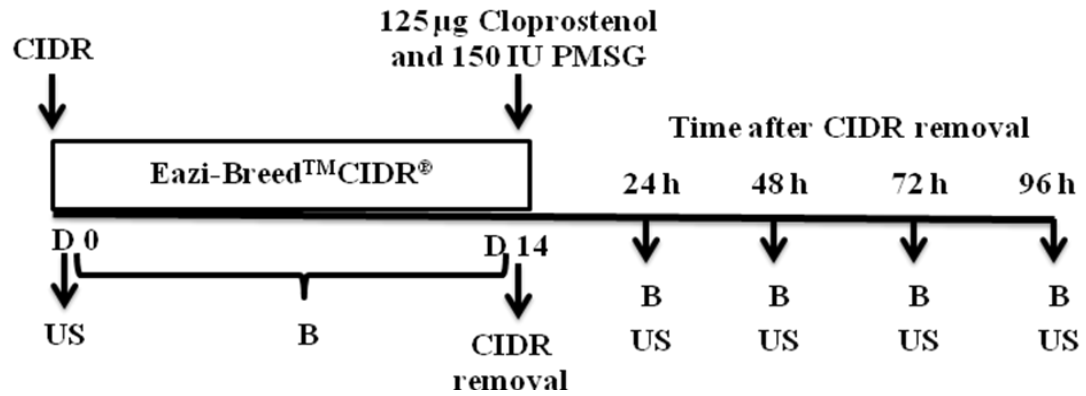 125 µg Cloprostenol
and 150 IU PMSG
CIDR
Time after CIDR removal
Eazi-Breed™CIDR®
24 h 48 h 72 h 96 h
D 0 D 14
B B B B
US B US US US US
CIDR
removal